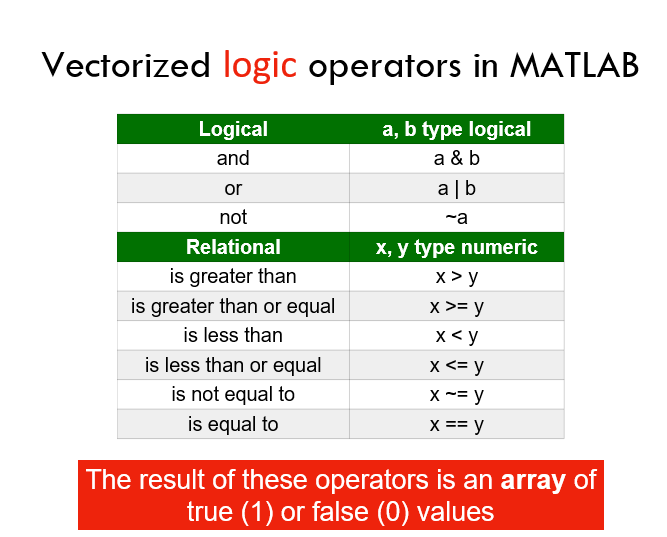 Vectorized logic operators in MATLAB
Logical a, b type logical
and a & b
or a | b
not ~a
Relational x, y type numeric
is greater than x > y
is greater than or equal x >= y
is less than x < y
is less than or equal x <= y
is not equal to x ~= y
is equal to x == y
The result of these operators is an array of
true (1) or false (0) values